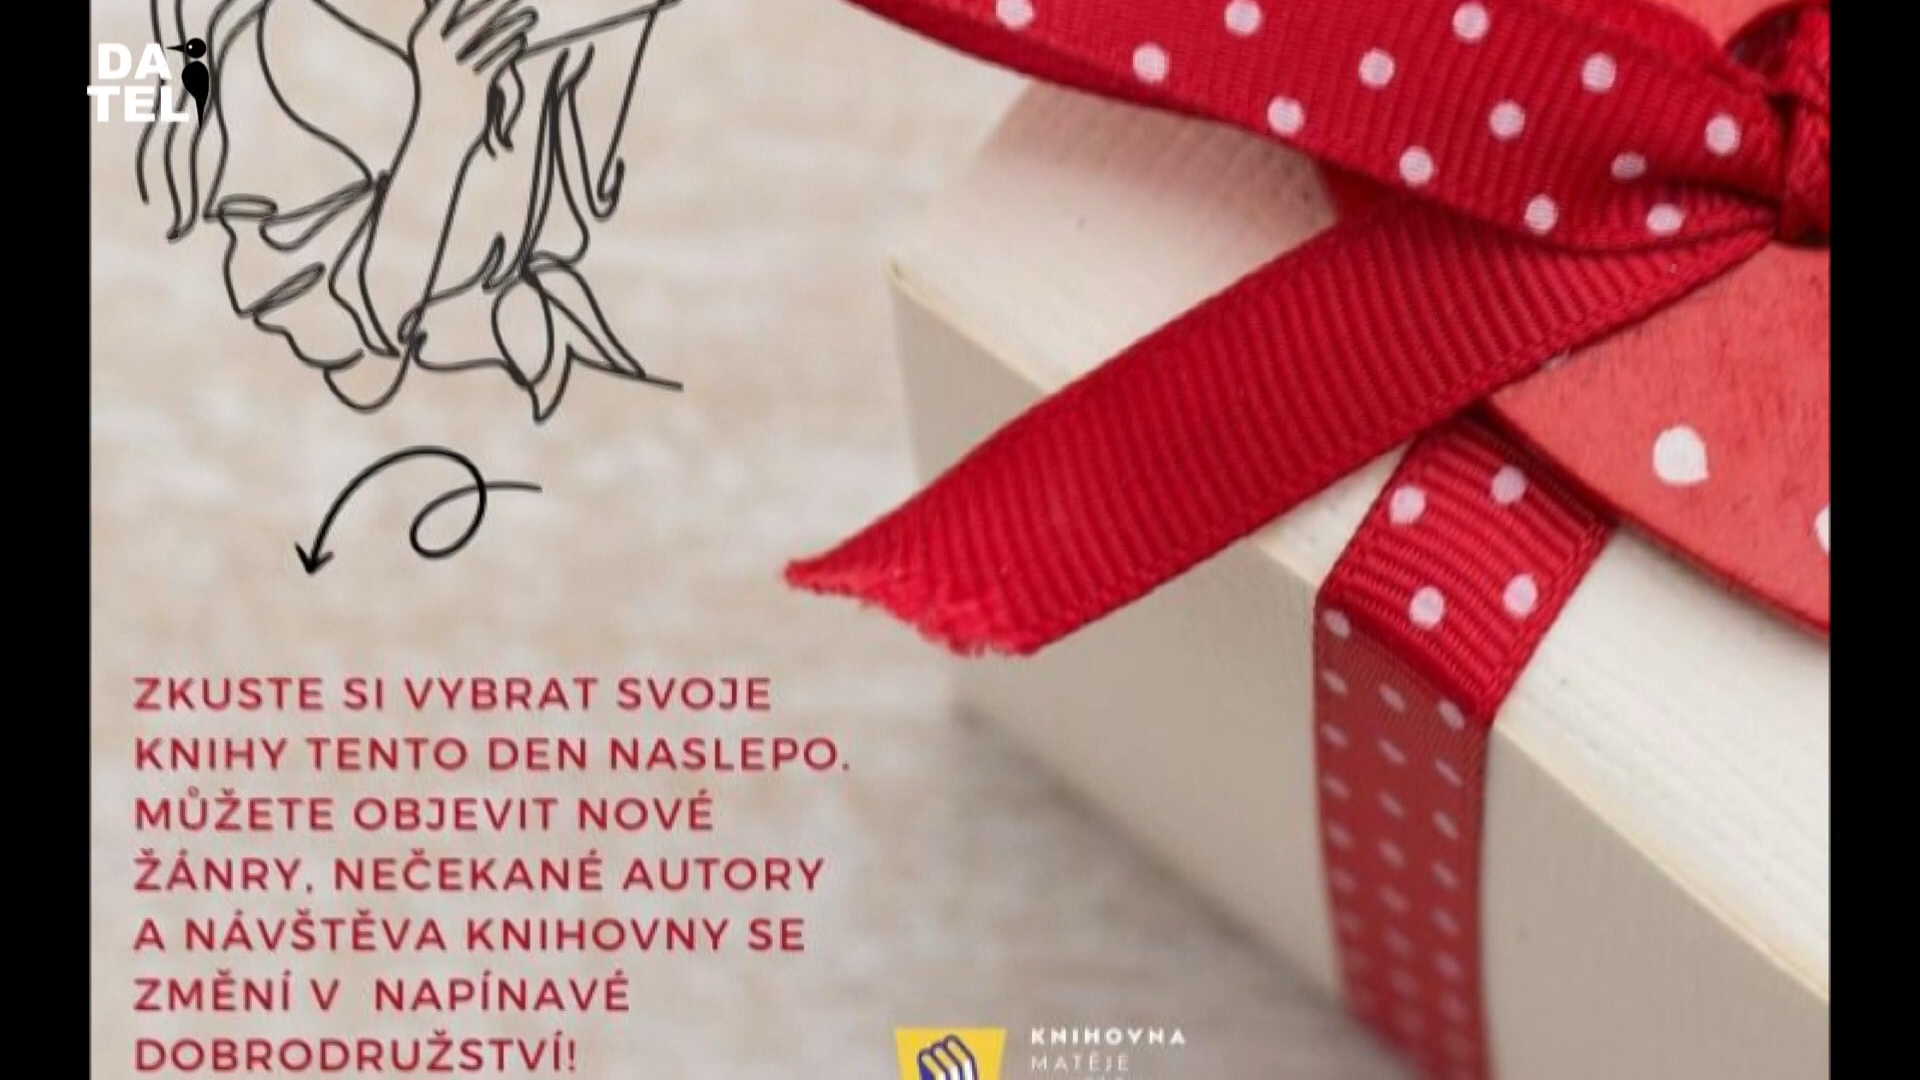 DA
TEL
ZKUSTE SI VYBRAT SVOJE
KNIHY TENTO DEN NASLEPO.
MŮŽETE OBJEVIT NOVÉ
ŽÁNRY, NEČEKANÉ AUTORY
A NÁVŠTĚVA KNIHOVNY SE
ZMĚNÍ V NAPÍNAVÉ
DOBRODRUŽSTVÍ!
KNIHOVNA
MATĚJE